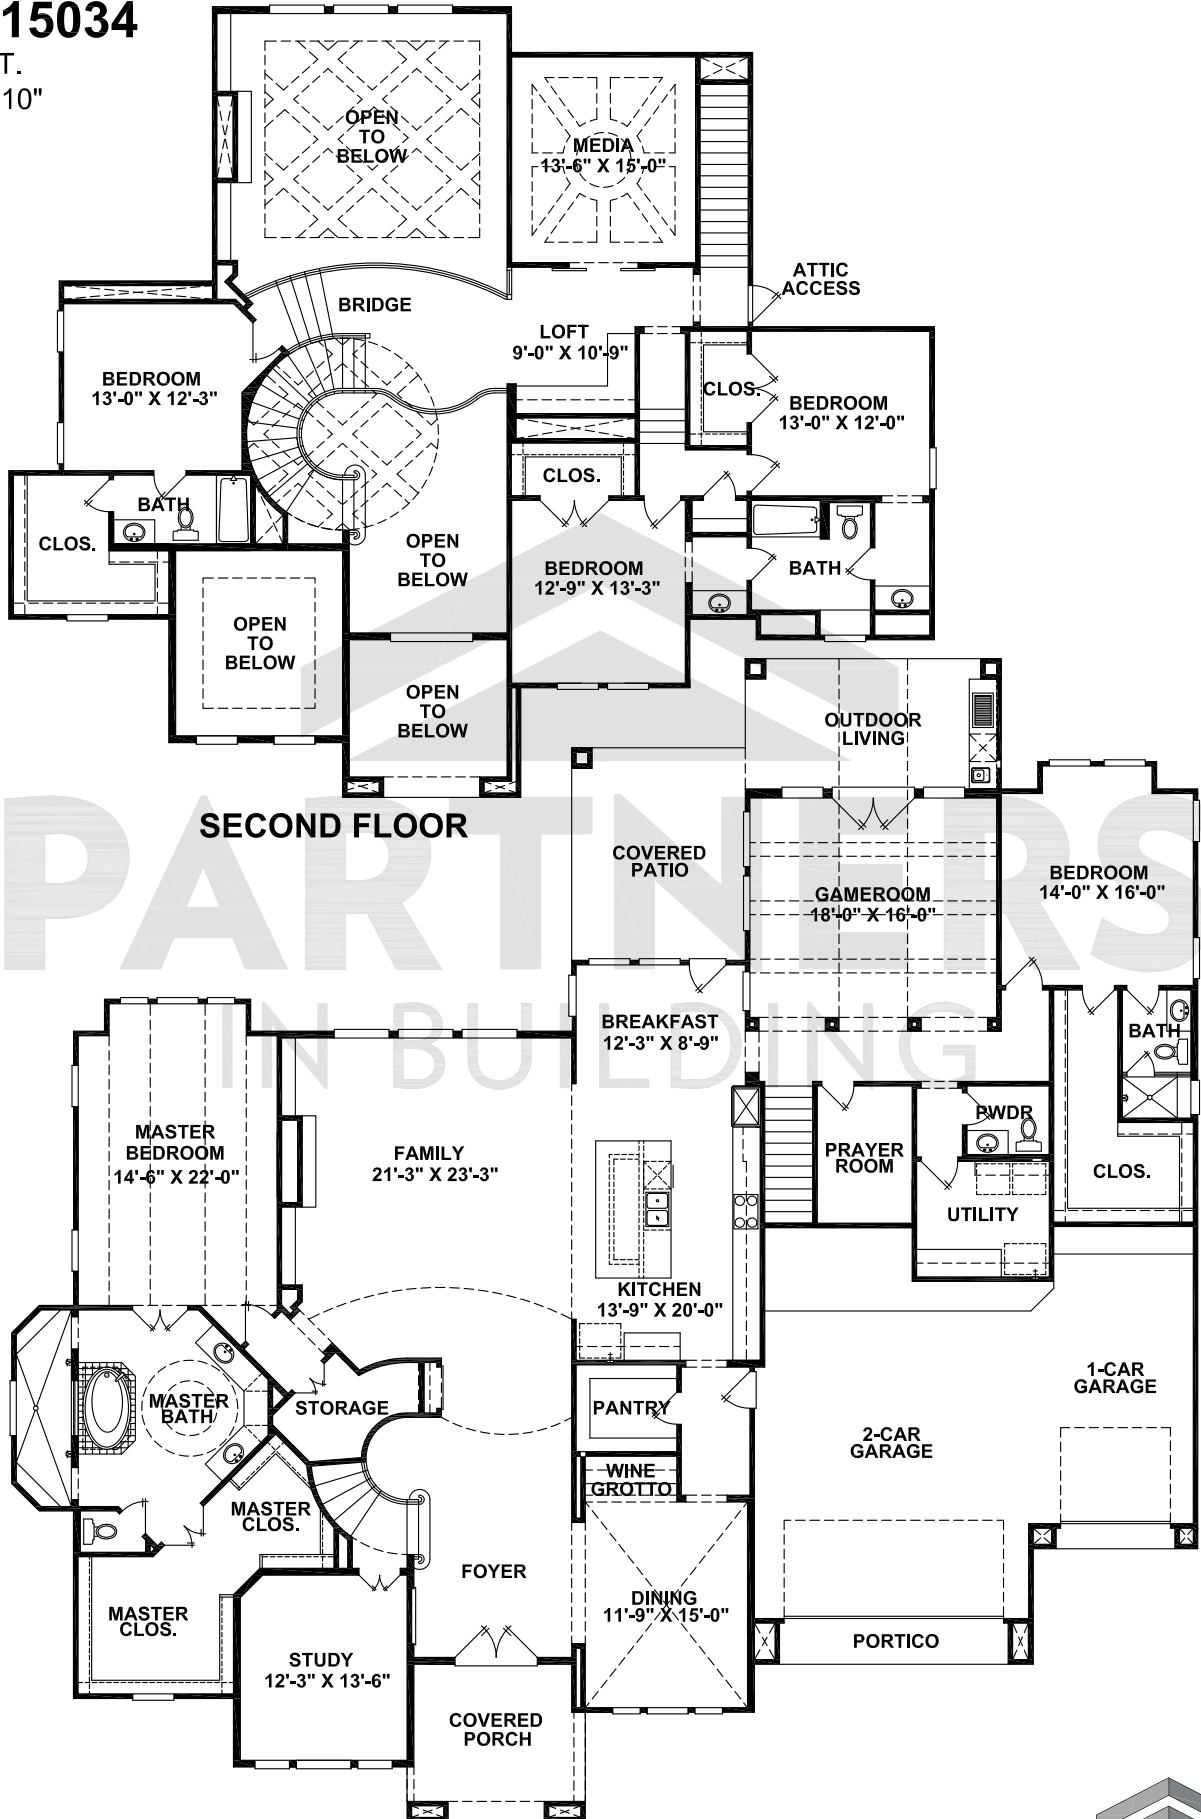 15034
T.
10"
OPEN
TO
BELOW
MEDIA
13'-6" X 15'-0"
ATTIC
ACCESS
BRIDGE
LOFT
9'-0" X 10'-9"
BEDROOM
13'-0" X 12'-3"
CLOS.
BEDROOM
13'-0" X 12'-0"
CLOS.
BATH
CLOS.
OPEN
TO
BELOW
BEDROOM
12'-9" X 13'-3"
BATH
OPEN
TO
BELOW
OPEN
TO
BELOW
SECOND FLOOR
OUTDOOR
LIVING
COVERED
PATIO
GAMEROOM
18'-0" X 16'-0"
BEDROOM
14'-0" X 16'-0"
PARTNERS
IN BUILDING
BREAKFAST
12'-3" X 8'-9"
BATH
MASTER
BEDROOM
14'-6" X 22'-0"
FAMILY
21'-3" X 23'-3"
PWDR
PRAYER
ROOM
CLOS.
UTILITY
KITCHEN
13'-9" X 20'-0"
1-CAR
GARAGE
MASTER
BATH
STORAGE
PANTRY
2-CAR
GARAGE
WINE
GROTTO
MASTER
CLOS.
FOYER
DINING
11'-9" X 15'-0"
MASTER
CLOS.
PORTICO
STUDY
12'-3" X 13'-6"
COVERED
PORCH